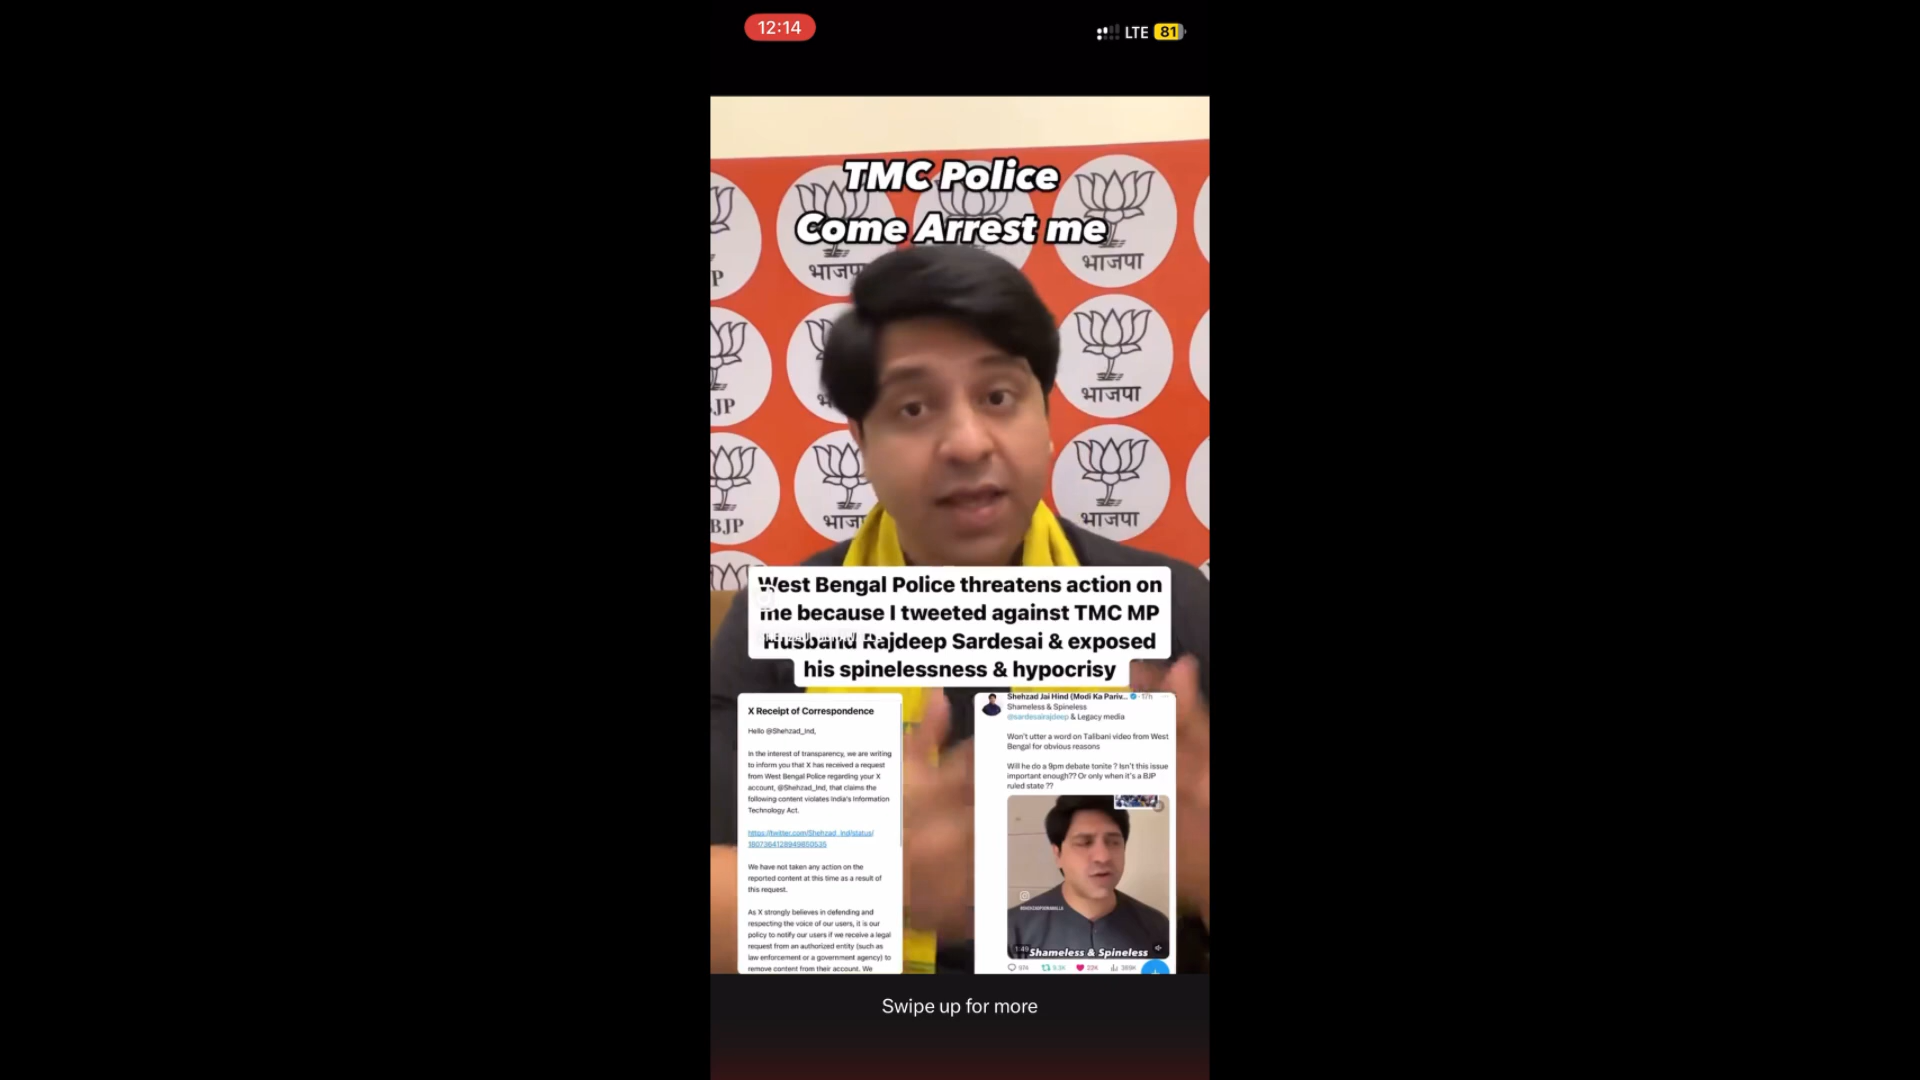 12:14
LTE 81
TMC Police
Come Arrest me
भाजपा
भाजपा
भाजपा
BJP
West Bengal Police threatens action on
me because I tweeted against TMC MP
Husband Rajdeep Sardesai & exposed
his spinelessness & hypocrisy
X Receipt of Correspondence
Hello @Shehzad_Ind,
In the interest of transparency, we are writing
to inform you that X has received a request
from West Bengal Police regarding your X
account, @Shehzad_Ind, that claims the
following content violates India's Information
Technology Act.
https://twitter.com/Shehzad_Ind/status/
We have not taken any action on the
reported content at this time as a result of
this request.
As X strongly believes in defending and
respecting the voice of our users, it is our
policy to notify our users if we receive a legal
request from an authorized entity (such as
law enforcement or a government agency) to
remove content from their account. We
Shehzad Jai Hind (Modi Ka Pariv... · 17h
Shameless & Spineless
@sardesairajdeep & Legacy media
Won't utter a word on Talibani video from West
Bengal for obvious reasons
Will he do a 9pm debate tonite ? Isn't this issue
important enough?? Or only when it's a BJP
ruled state ??
1:49
Shameless & Spineless
Swipe up for more